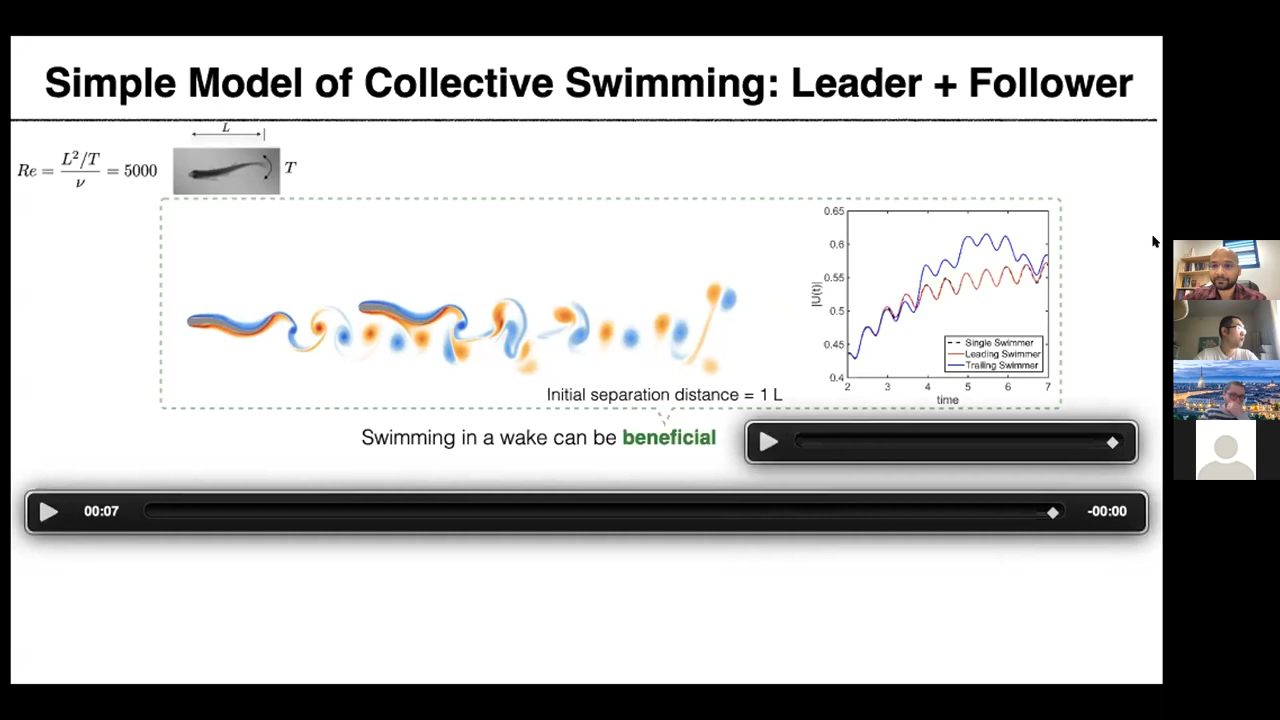 Simple Model of Collective Swimming: Leader + Follower
L
Re = L²/T / ν = 5000
T
0.65
0.6
0.55
0.5
0.45
0.4
|U(t)|
Single Swimmer
Leading Swimmer
Trailing Swimmer
2 3 4 5 6 7
time
Initial separation distance = 1 L
Swimming in a wake can be beneficial
00:07 -00:00